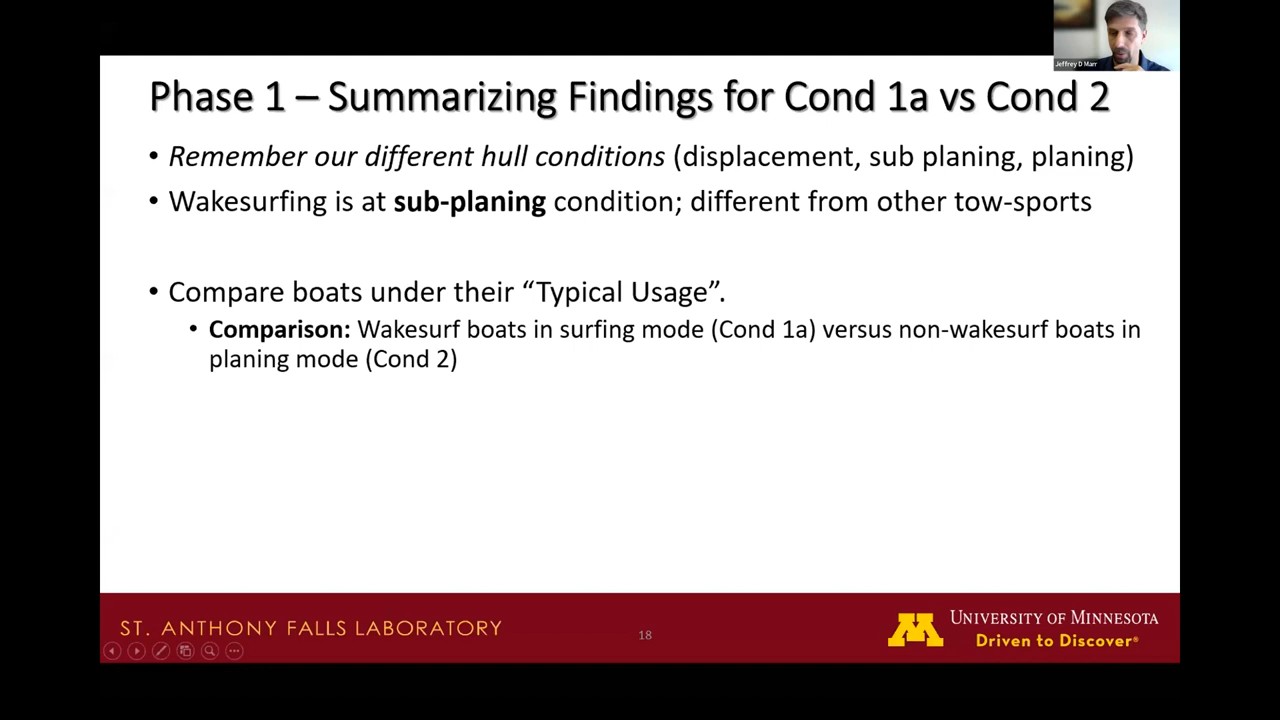 Jeffrey D Marr
Phase 1 – Summarizing Findings for Cond 1a vs Cond 2
• Remember our different hull conditions (displacement, sub planing, planing)
• Wakesurfing is at sub-planing condition; different from other tow-sports
• Compare boats under their “Typical Usage”.
• Comparison: Wakesurf boats in surfing mode (Cond 1a) versus non-wakesurf boats in
planing mode (Cond 2)
ST. ANTHONY FALLS LABORATORY
18
M
UNIVERSITY OF MINNESOTA
Driven to Discover®